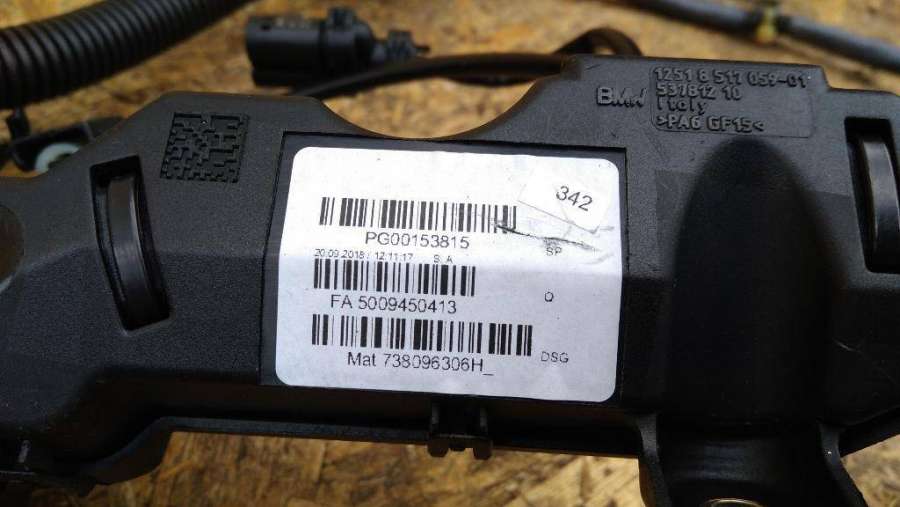 1251 8 511 059-01
BMW 537812 10
Italy
>PA6 GF15<
342
PG00153815
SP
20.09.2018 / 12:11:17 S. A
Q
FA 5009450413
DSG
Mat 738096306H_